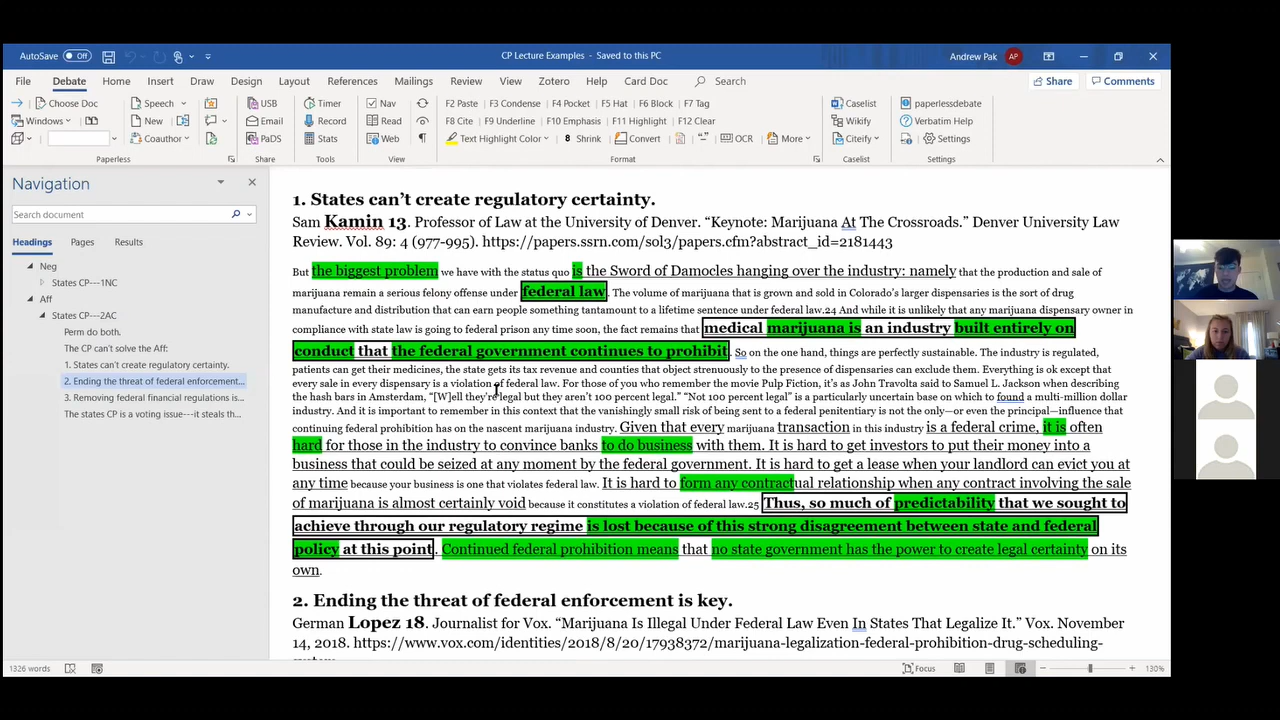 AutoSave Off CP Lecture Examples - Saved to this PC Andrew Pak AP
File Debate Home Insert Draw Design Layout References Mailings Review View Zotero Help Card Doc Search Share Comments
Choose Doc Speech USB Timer Nav F2 Paste F3 Condense F4 Pocket F5 Hat F6 Block F7 Tag Caselist paperlessdebate
Windows New Email Record Read F8 Cite F9 Underline F10 Emphasis F11 Highlight F12 Clear Wikify Verbatim Help
Coauthor PaDS Stats Web Text Highlight Color 8 Shrink Convert OCR More Citeify Settings
Paperless Share Tools View Format Caselist Settings
Navigation
Search document
Headings Pages Results
Neg
States CP---1NC
Aff
States CP---2AC
Perm do both.
The CP can't solve the Aff:
1. States can't create regulatory certainty.
2. Ending the threat of federal enforcement...
3. Removing federal financial regulations is...
The states CP is a voting issue---it steals th...
1. States can't create regulatory certainty.
Sam Kamin 13. Professor of Law at the University of Denver. “Keynote: Marijuana At The Crossroads.” Denver University Law
Review. Vol. 89: 4 (977-995). https://papers.ssrn.com/sol3/papers.cfm?abstract_id=2181443
But the biggest problem we have with the status quo is the Sword of Damocles hanging over the industry: namely that the production and sale of
marijuana remain a serious felony offense under federal law. The volume of marijuana that is grown and sold in Colorado's larger dispensaries is the sort of drug
manufacture and distribution that can earn people something tantamount to a lifetime sentence under federal law.24 And while it is unlikely that any marijuana dispensary owner in
compliance with state law is going to federal prison any time soon, the fact remains that medical marijuana is an industry built entirely on
conduct that the federal government continues to prohibit. So on the one hand, things are perfectly sustainable. The industry is regulated,
patients can get their medicines, the state gets its tax revenue and counties that object strenuously to the presence of dispensaries can exclude them. Everything is ok except that
every sale in every dispensary is a violation of federal law. For those of you who remember the movie Pulp Fiction, it's as John Travolta said to Samuel L. Jackson when describing
the hash bars in Amsterdam, “[W]ell they're legal but they aren't 100 percent legal.” “Not 100 percent legal” is a particularly uncertain base on which to found a multi-million dollar
industry. And it is important to remember in this context that the vanishingly small risk of being sent to a federal penitentiary is not the only—or even the principal—influence that
continuing federal prohibition has on the nascent marijuana industry. Given that every marijuana transaction in this industry is a federal crime, it is often
hard for those in the industry to convince banks to do business with them. It is hard to get investors to put their money into a
business that could be seized at any moment by the federal government. It is hard to get a lease when your landlord can evict you at
any time because your business is one that violates federal law. It is hard to form any contractual relationship when any contract involving the sale
of marijuana is almost certainly void because it constitutes a violation of federal law.25 Thus, so much of predictability that we sought to
achieve through our regulatory regime is lost because of this strong disagreement between state and federal
policy at this point. Continued federal prohibition means that no state government has the power to create legal certainty on its
own.
2. Ending the threat of federal enforcement is key.
German Lopez 18. Journalist for Vox. “Marijuana Is Illegal Under Federal Law Even In States That Legalize It.” Vox. November
14, 2018. https://www.vox.com/identities/2018/8/20/17938372/marijuana-legalization-federal-prohibition-drug-scheduling-
1326 words Focus 130%